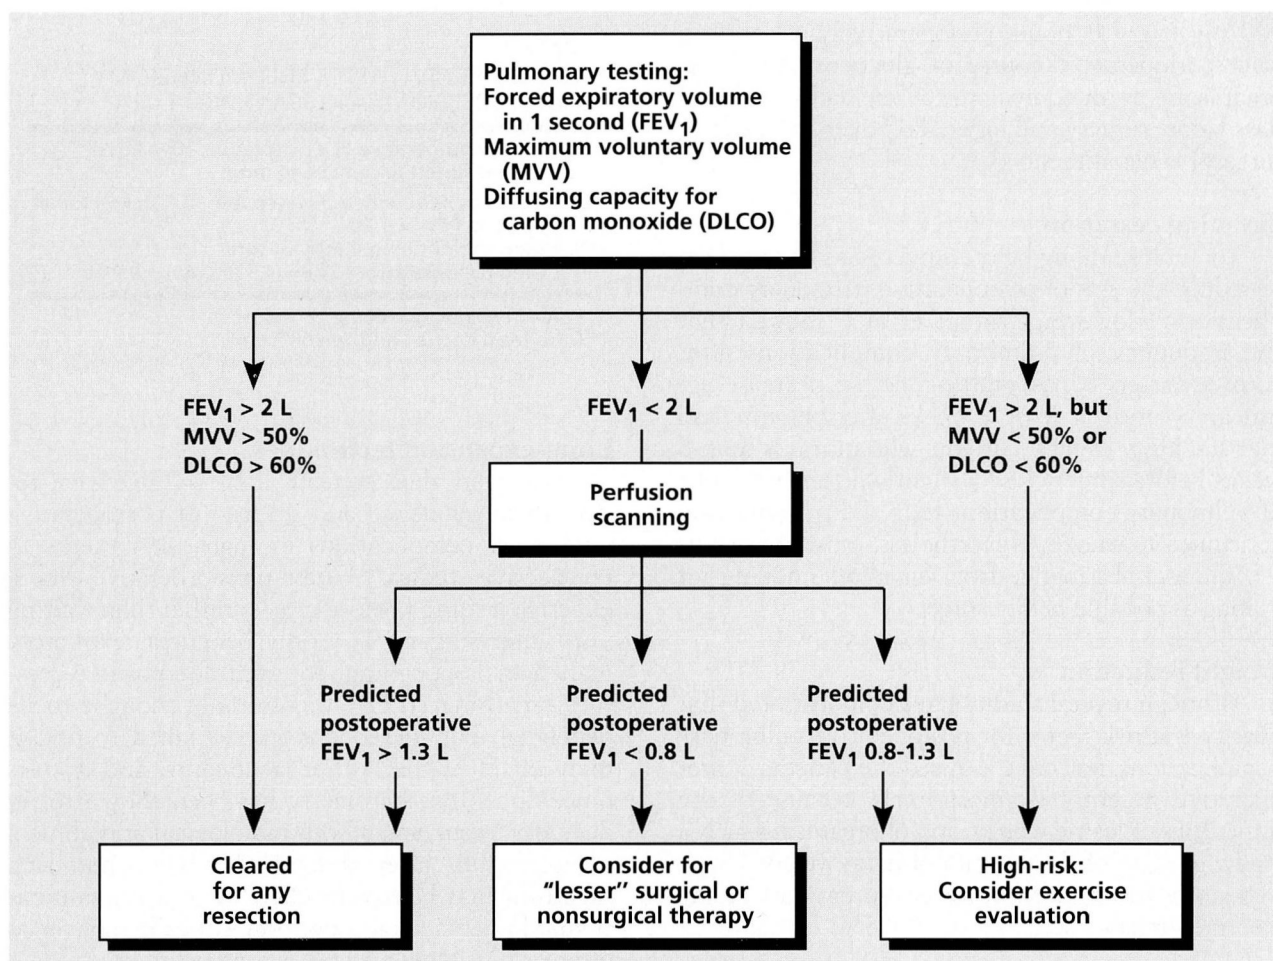 Pulmonary testing:
Forced expiratory volume
in 1 second (FEV₁)
Maximum voluntary volume
(MVV)
Diffusing capacity for
carbon monoxide (DLCO)
FEV₁ > 2 L
MVV > 50%
DLCO > 60%
FEV₁ < 2 L
FEV₁ > 2 L, but
MVV < 50% or
DLCO < 60%
Perfusion
scanning
Predicted
postoperative
FEV₁ > 1.3 L
Predicted
postoperative
FEV₁ < 0.8 L
Predicted
postoperative
FEV₁ 0.8-1.3 L
Cleared
for any
resection
Consider for
“lesser” surgical or
nonsurgical therapy
High-risk:
Consider exercise
evaluation